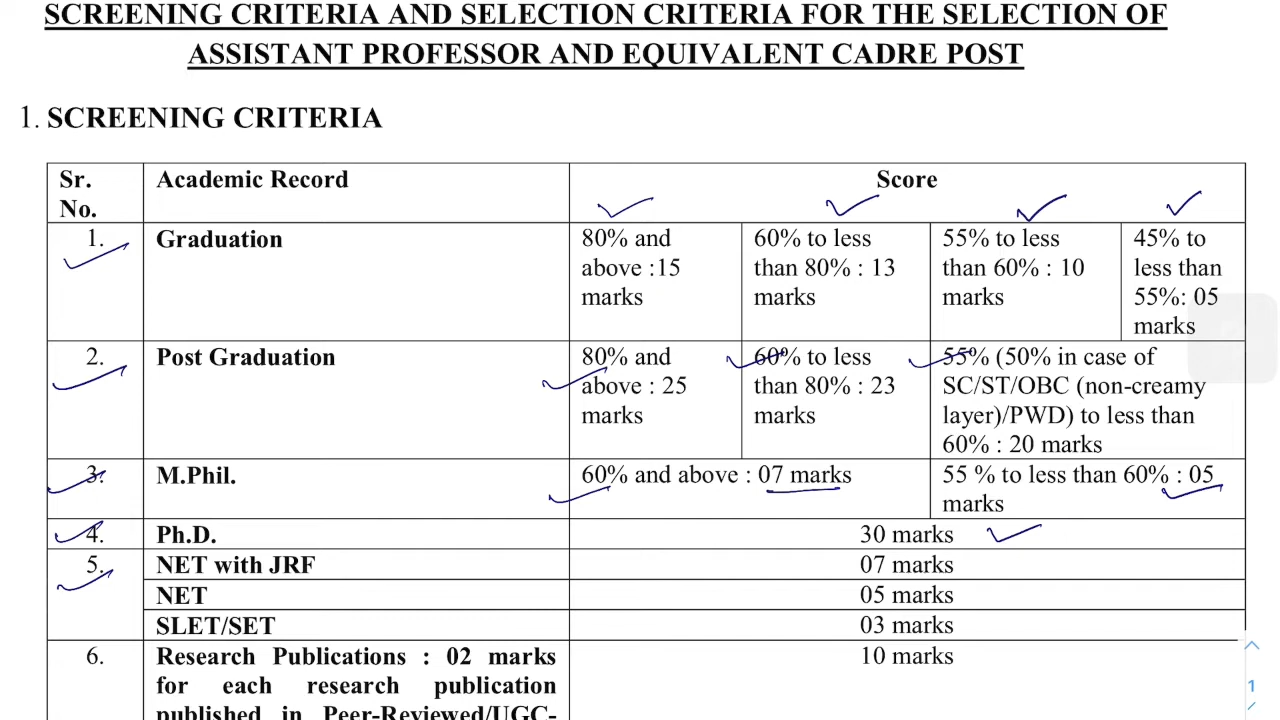 SCREENING CRITERIA AND SELECTION CRITERIA FOR THE SELECTION OF
ASSISTANT PROFESSOR AND EQUIVALENT CADRE POST
1. SCREENING CRITERIA
Sr. No.
Academic Record
Score
1.
Graduation
80% and
above :15
marks
60% to less
than 80% : 13
marks
55% to less
than 60% : 10
marks
45% to
less than
55%: 05
marks
2.
Post Graduation
80% and
above : 25
marks
60% to less
than 80% : 23
marks
55% (50% in case of
SC/ST/OBC (non-creamy
layer)/PWD) to less than
60% : 20 marks
3.
M.Phil.
60% and above : 07 marks
55 % to less than 60% : 05
marks
4.
Ph.D.
30 marks
5.
NET with JRF
07 marks
NET
05 marks
SLET/SET
03 marks
6.
Research Publications : 02 marks
for each research publication
published in Peer-Reviewed/UGC-
10 marks
1